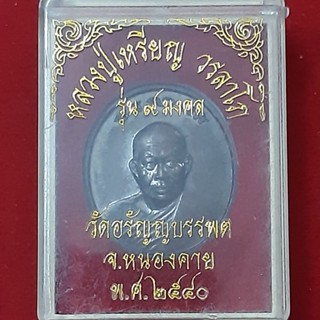 หลวงปู่เหรียญ วรลาโภ
รุ่น ๙ มงคล
วัดอรัญญบรรพต
จ.หนองคาย
พ.ศ.๒๕๔๐